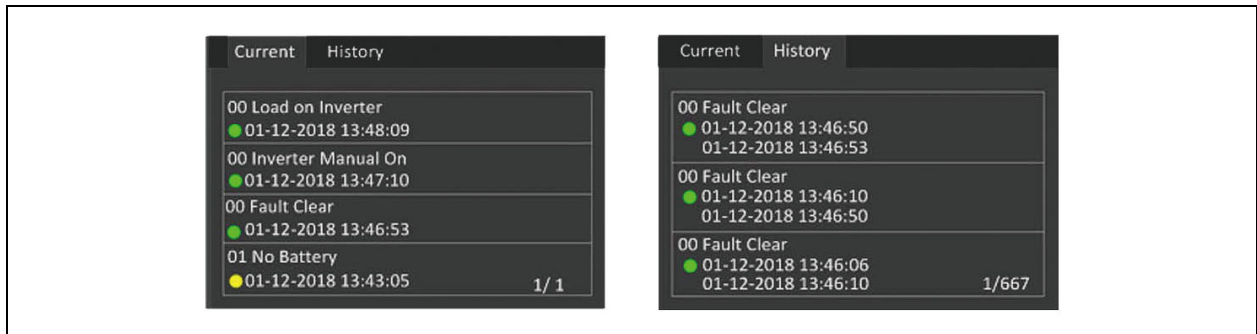 Current History
00 Load on Inverter
01-12-2018 13:48:09
00 Inverter Manual On
01-12-2018 13:47:10
00 Fault Clear
01-12-2018 13:46:53
01 No Battery
01-12-2018 13:43:05 1/ 1
Current History
00 Fault Clear
01-12-2018 13:46:50
01-12-2018 13:46:53
00 Fault Clear
01-12-2018 13:46:10
01-12-2018 13:46:50
00 Fault Clear
01-12-2018 13:46:06
01-12-2018 13:46:10 1/667